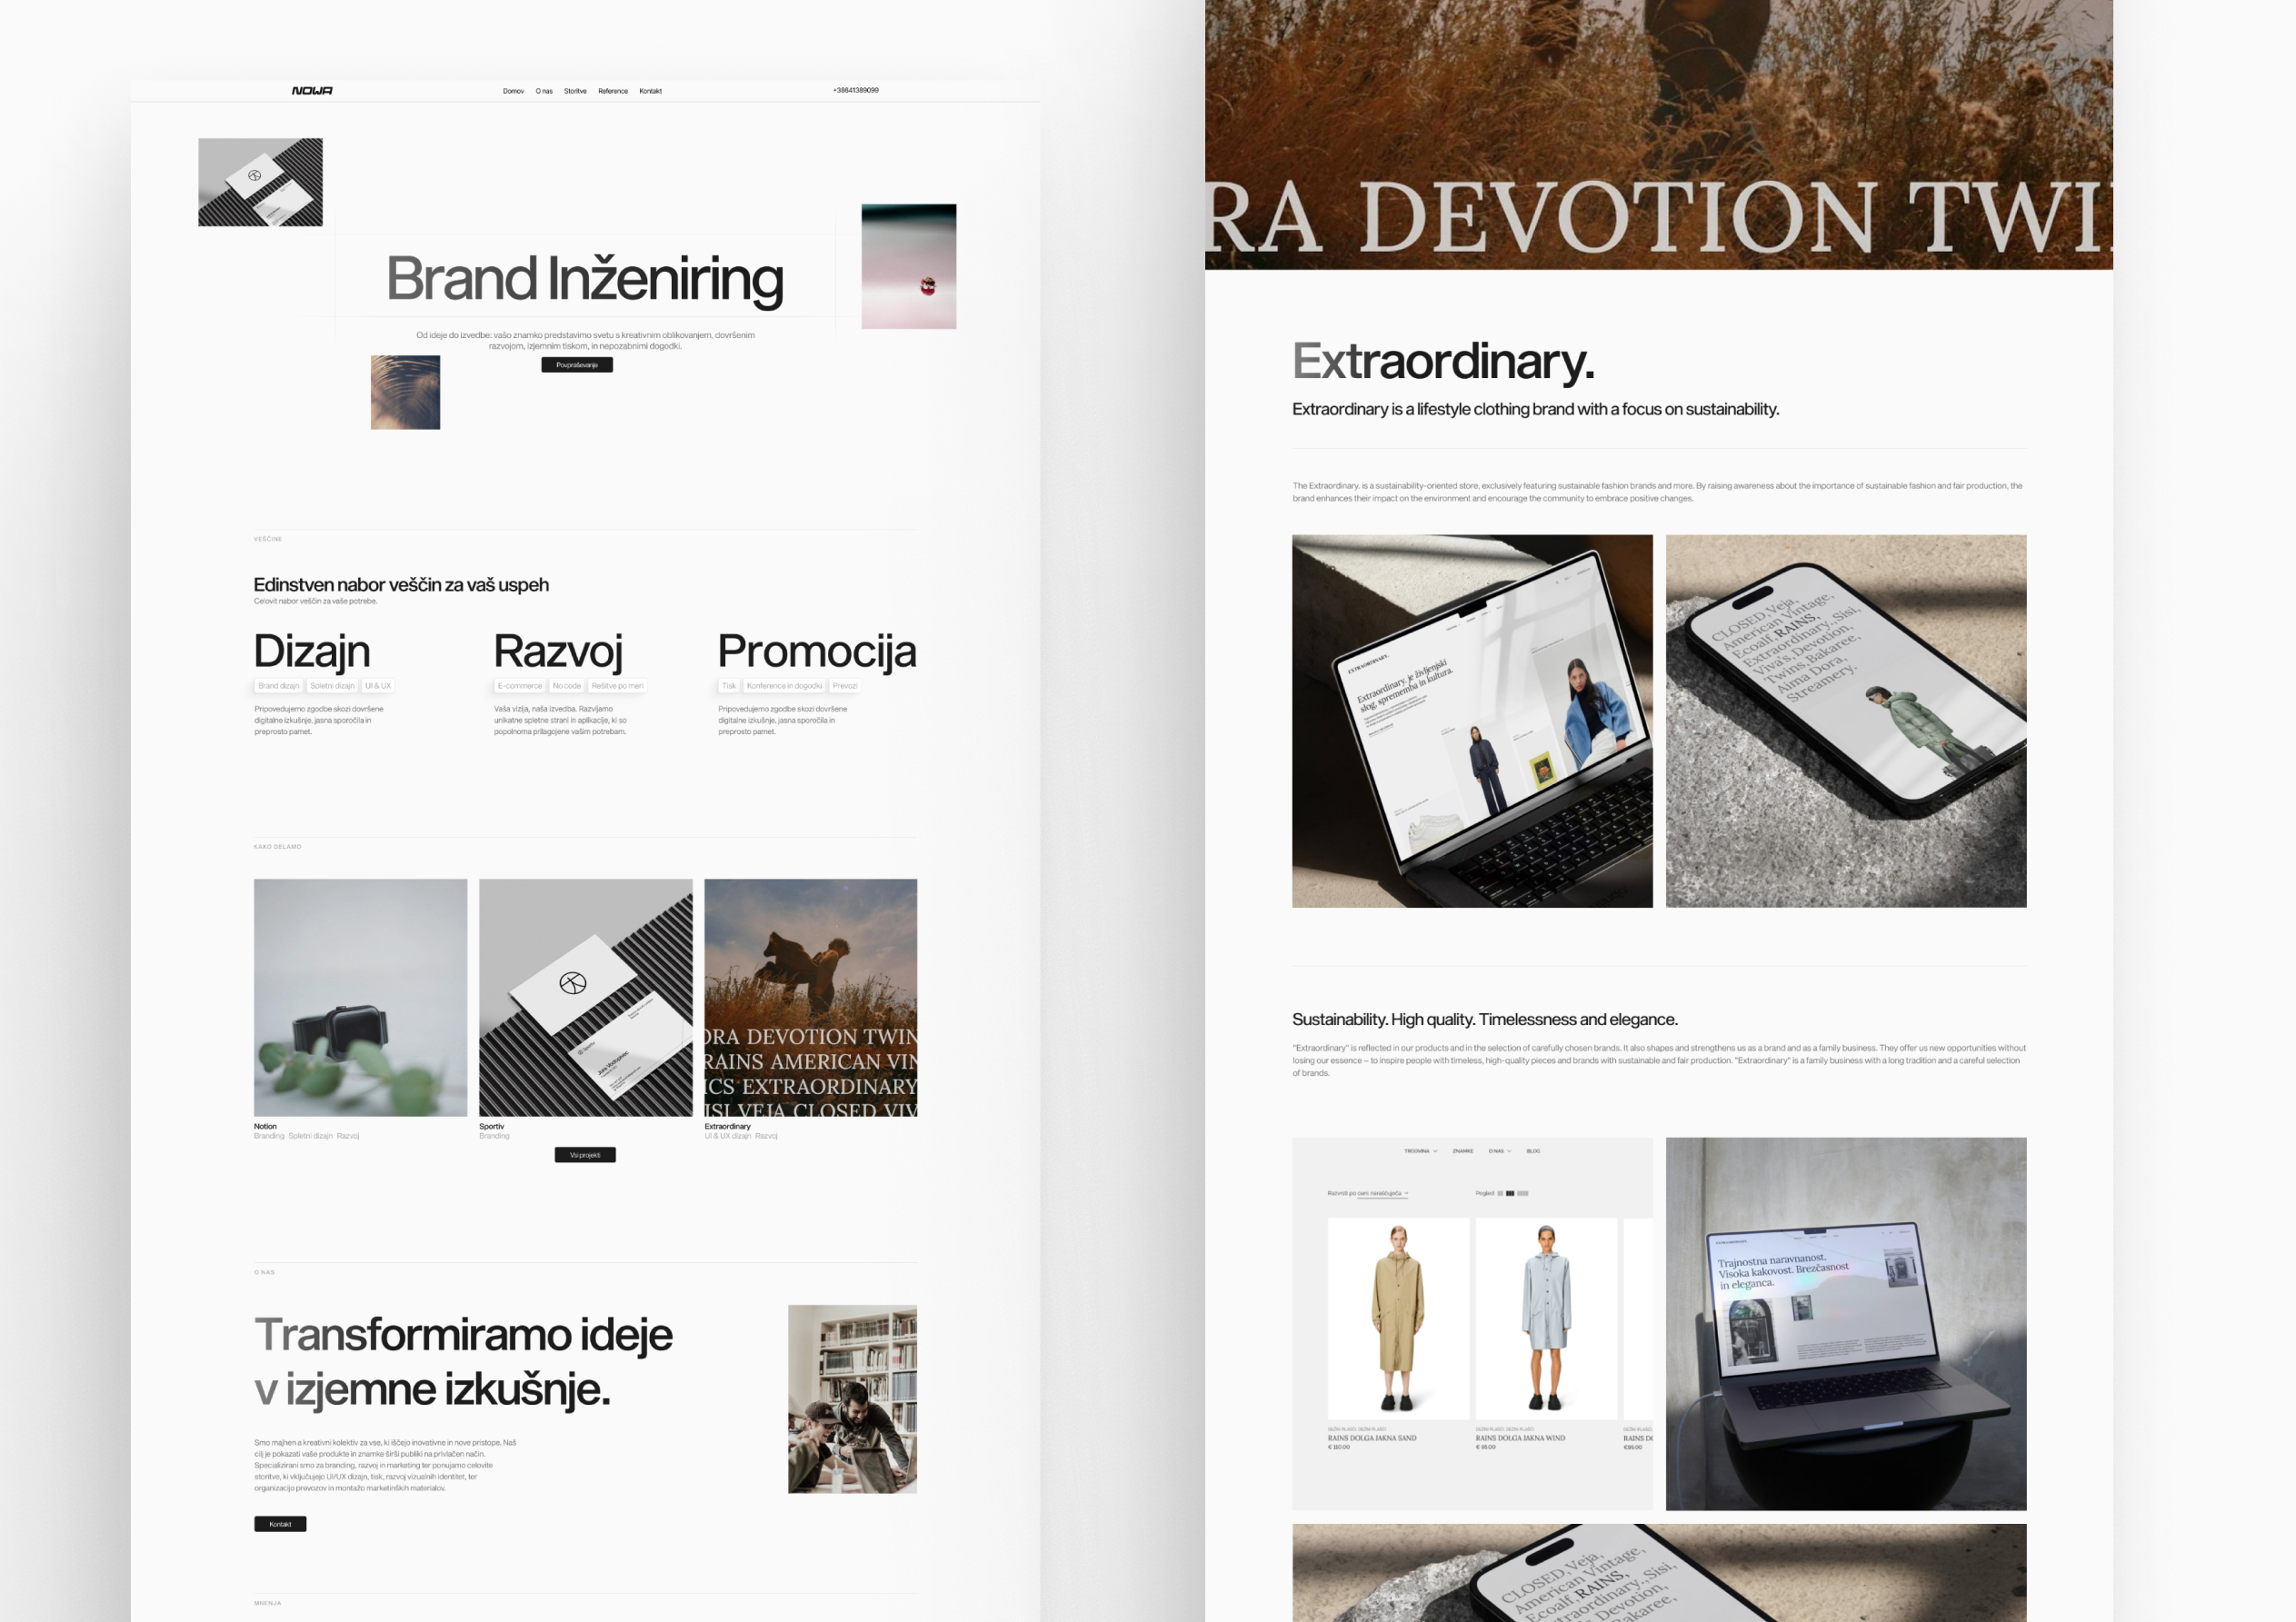 NOWA
Domov O nas Storitve Reference Kontakt
+38641389099
Brand Inženiring
Od ideje do izvedbe: vašo znamko predstavimo svetu s kreativnim oblikovanjem, dovršenim
razvojom, izjemnim tiskom, in nepozabnimi dogodki.
Povpraševanje
VEŠČINE
Edinstven nabor veščin za vaš uspeh
Celovit nabor veščin za vaše potrebe.
Dizajn
Brand dizajn Spletni dizajn UI & UX
Pripovedujemo zgodbe skozi dovršene
digitalne izkušnje, jasna sporočila in
preprosto pamet.
Razvoj
E-commerce No code Rešitve po meri
Vaša vizija, naša izvedba. Razvijamo
unikatne spletne strani in aplikacije, ki so
popolnoma prilagojene vašim potrebam.
Promocija
Tisk Konference in dogodki Prevozi
Pripovedujemo zgodbe skozi dovršene
digitalne izkušnje, jasna sporočila in
preprosto pamet.
KAKO DELAMO
ORA DEVOTION TWIN
RAINS AMERICAN VIN
ICS EXTRAORDINARY
ISI VEJA CLOSED VIV
Notion
Branding Spletni dizajn Razvoj
Sportiv
Branding
Extraordinary
UI & UX dizajn Razvoj
Vsi projekti
O NAS
Transformiramo ideje
v izjemne izkušnje.
Smo majhen a kreativni kolektiv za vse, ki iščejo inovativne in nove pristope. Naš
cilj je pokazati vaše produkte in znamke širši publiki na privlačen način.
Specializirani smo za branding, razvoj in marketing ter ponujamo celovite
storitve, ki vključujejo UI/UX dizajn, tisk, razvoj vizualnih identitet, ter
organizacijo prevozov in montažo marketinških materialov.
Kontakt
MNENJA
RA DEVOTION TWI
Extraordinary.
Extraordinary is a lifestyle clothing brand with a focus on sustainability.
The Extraordinary. is a sustainability-oriented store, exclusively featuring sustainable fashion brands and more. By raising awareness about the importance of sustainable fashion and fair production, the
brand enhances their impact on the environment and encourage the community to embrace positive changes.
EXTRAORDINARY.
Extraordinary. je življenjski
slog, sprememba in kultura.
CLOSED, Veja,
American Vintage,
Ecoalf, RAINS,
Extraordinary., Sisi,
Viva's, Devotion,
Twins, Bakaree,
Aima Dora,
Streamery.
Sustainability. High quality. Timelessness and elegance.
"Extraordinary" is reflected in our products and in the selection of carefully chosen brands. It also shapes and strengthens us as a brand and as a family business. They offer us new opportunities without
losing our essence – to inspire people with timeless, high-quality pieces and brands with sustainable and fair production. "Extraordinary" is a family business with a long tradition and a careful selection
of brands.
TRGOVINA ZNAMKE O NAS BLOG
Razvrsti po ceni: naraščujoča
Pogled
RAINS DOLGA JAKNA SAND
€ 110.00
RAINS DOLGA JAKNA WIND
RAINS DO
Trajnostna naravnanost.
Visoka kakovost. Brezčasnost
in eleganca.
CLOSED, Veja,
American Vintage,
Ecoalf, RAINS,
xtraordinary., Sisi,
Devotion,
Bakaree,